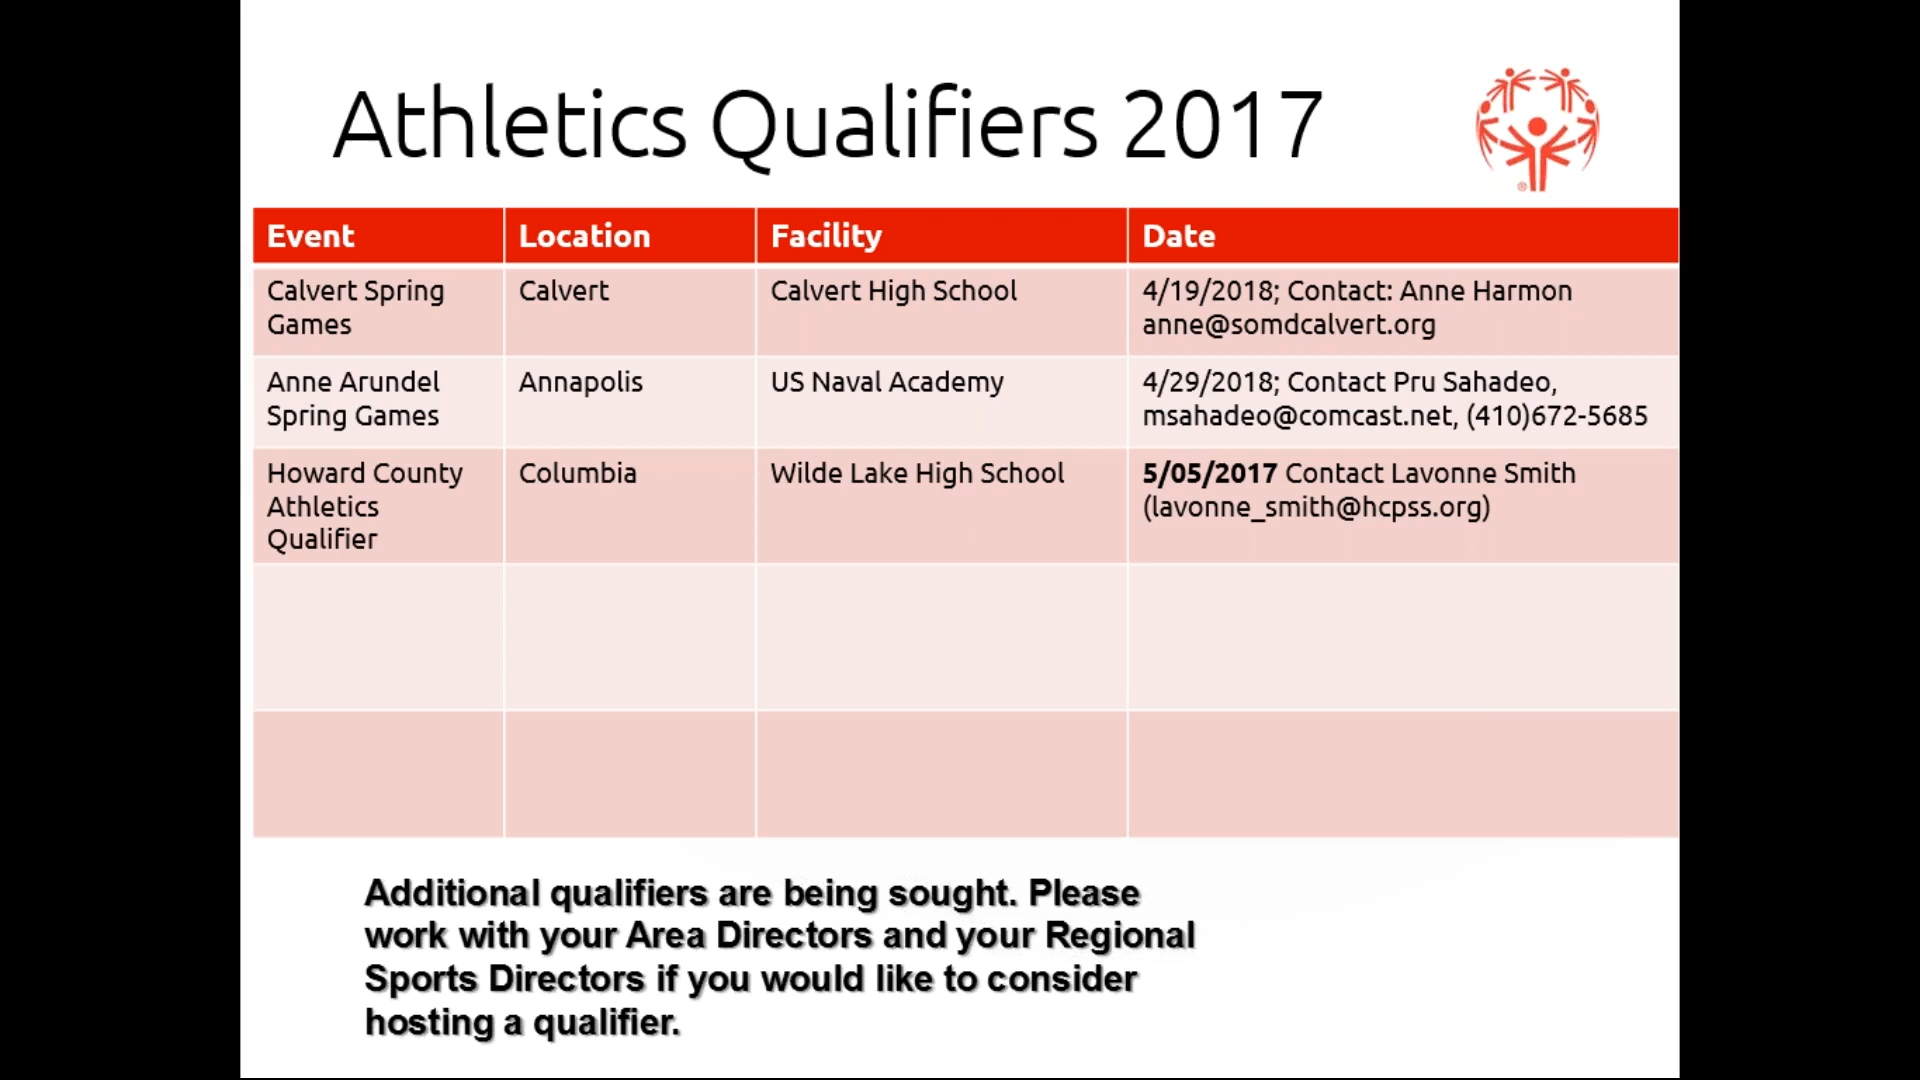 Athletics Qualifiers 2017
®
Event Location Facility Date
Calvert Spring Calvert Calvert High School 4/19/2018; Contact: Anne Harmon
Games anne@somdcalvert.org
Anne Arundel Annapolis US Naval Academy 4/29/2018; Contact Pru Sahadeo,
Spring Games msahadeo@comcast.net, (410)672-5685
Howard County Columbia Wilde Lake High School 5/05/2017 Contact Lavonne Smith
Athletics (lavonne_smith@hcpss.org)
Qualifier
Additional qualifiers are being sought. Please
work with your Area Directors and your Regional
Sports Directors if you would like to consider
hosting a qualifier.